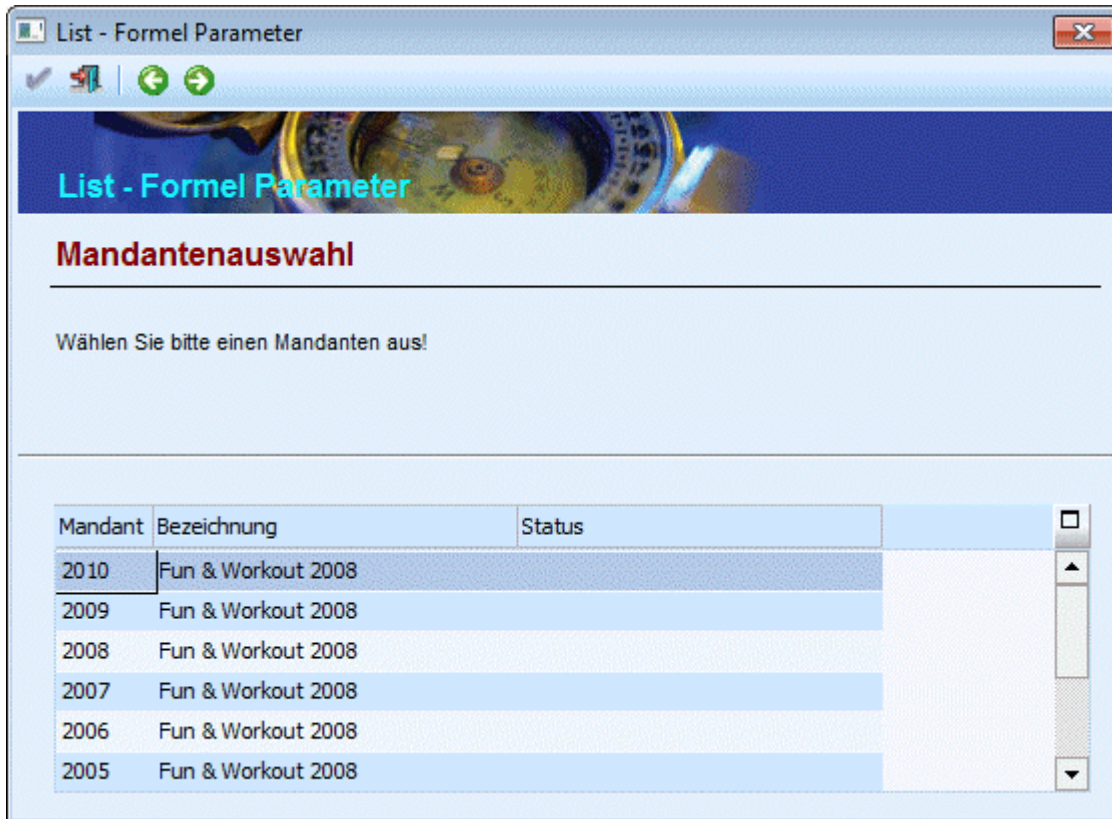 List - Formel Parameter
List - Formel Parameter
Mandantenauswahl
Wählen Sie bitte einen Mandanten aus!
Mandant Bezeichnung Status
2010 Fun & Workout 2008
2009 Fun & Workout 2008
2008 Fun & Workout 2008
2007 Fun & Workout 2008
2006 Fun & Workout 2008
2005 Fun & Workout 2008